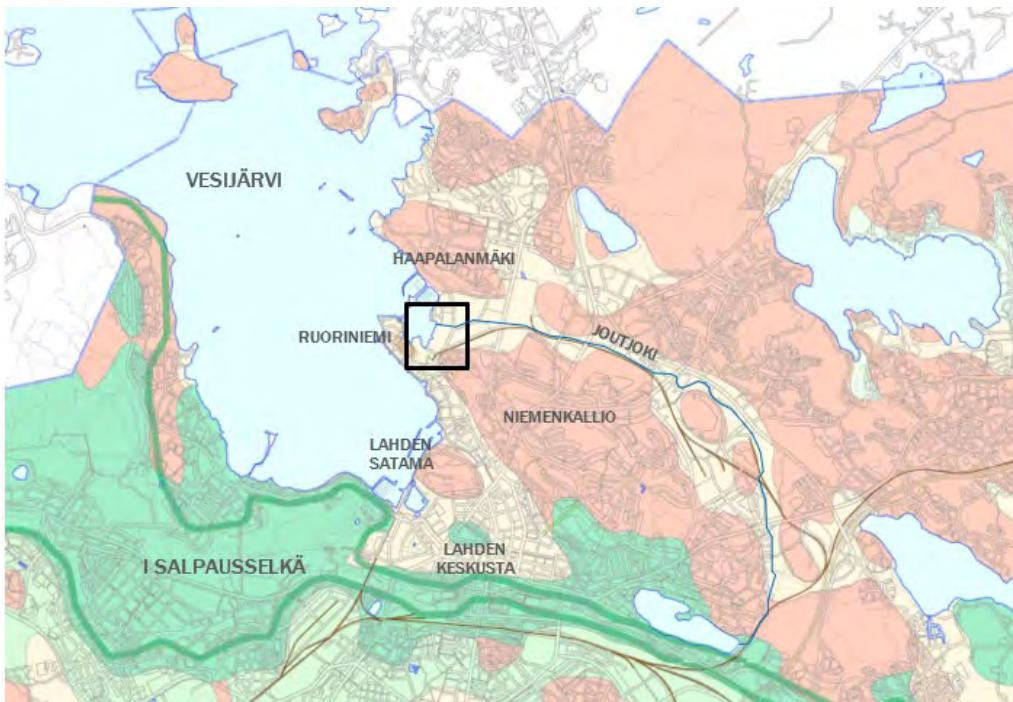 VESIJÄRVI
HAAPALANMÄKI
RUORINIEMI
JOUTJOKI
NIEMENKALLIO
LAHDEN
SATAMA
LAHDEN
KESKUSTA
I SALPAUSSELKÄ